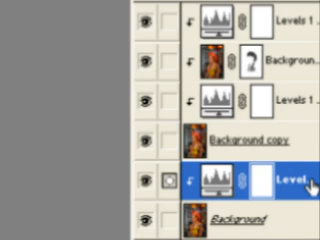 Levels 1 ..
Backgroun...
Levels 1 ..
Background copy
Level..
Background